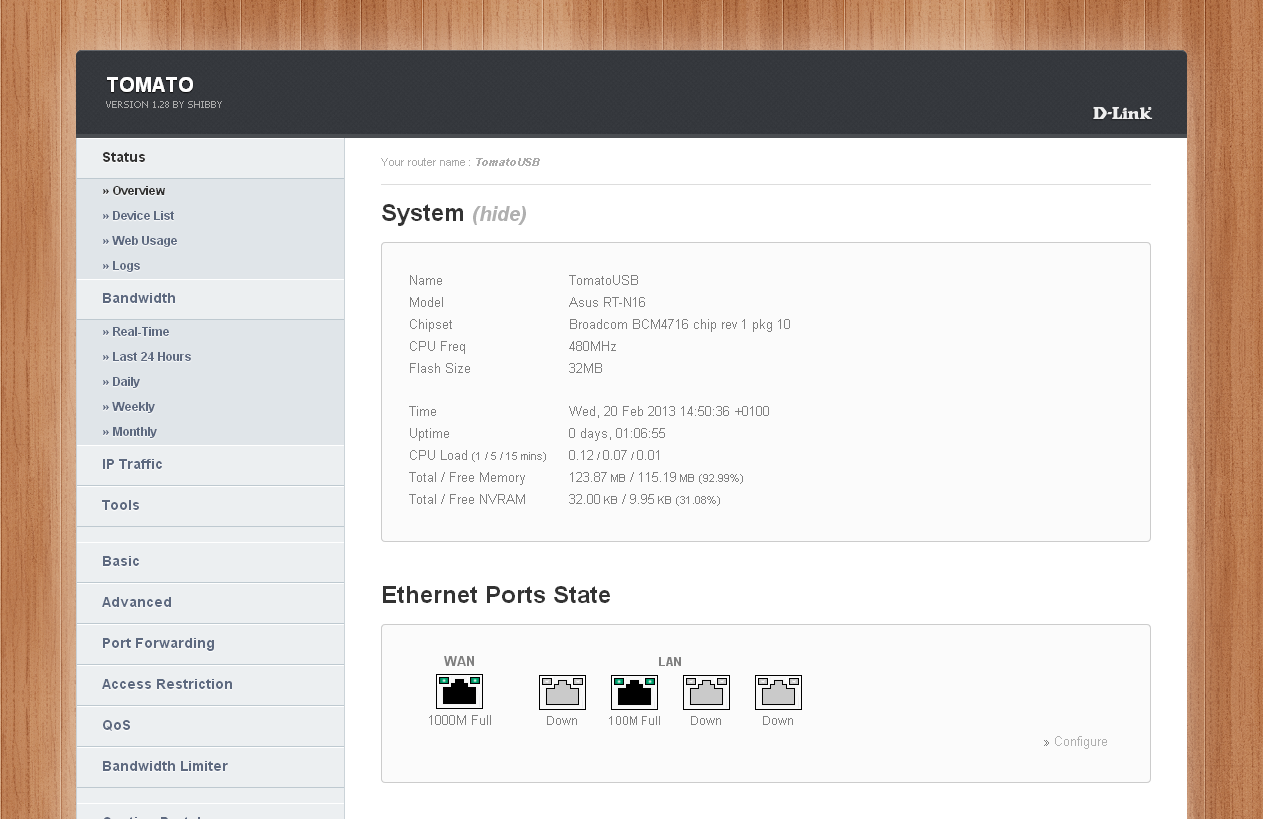 TOMATO
VERSION 1.28 BY SHIBBY
D-Link
Status
» Overview
» Device List
» Web Usage
» Logs
Bandwidth
» Real-Time
» Last 24 Hours
» Daily
» Weekly
» Monthly
IP Traffic
Tools
Basic
Advanced
Port Forwarding
Access Restriction
QoS
Bandwidth Limiter
Your router name : TomatoUSB
System (hide)
Name TomatoUSB
Model Asus RT-N16
Chipset Broadcom BCM4716 chip rev 1 pkg 10
CPU Freq 480MHz
Flash Size 32MB
Time Wed, 20 Feb 2013 14:50:36 +0100
Uptime 0 days, 01:06:55
CPU Load (1 / 5 / 15 mins) 0.12 / 0.07 / 0.01
Total / Free Memory 123.87 MB / 115.19 MB (92.99%)
Total / Free NVRAM 32.00 KB / 9.95 KB (31.08%)
Ethernet Ports State
WAN LAN
1000M Full Down 100M Full Down Down
» Configure